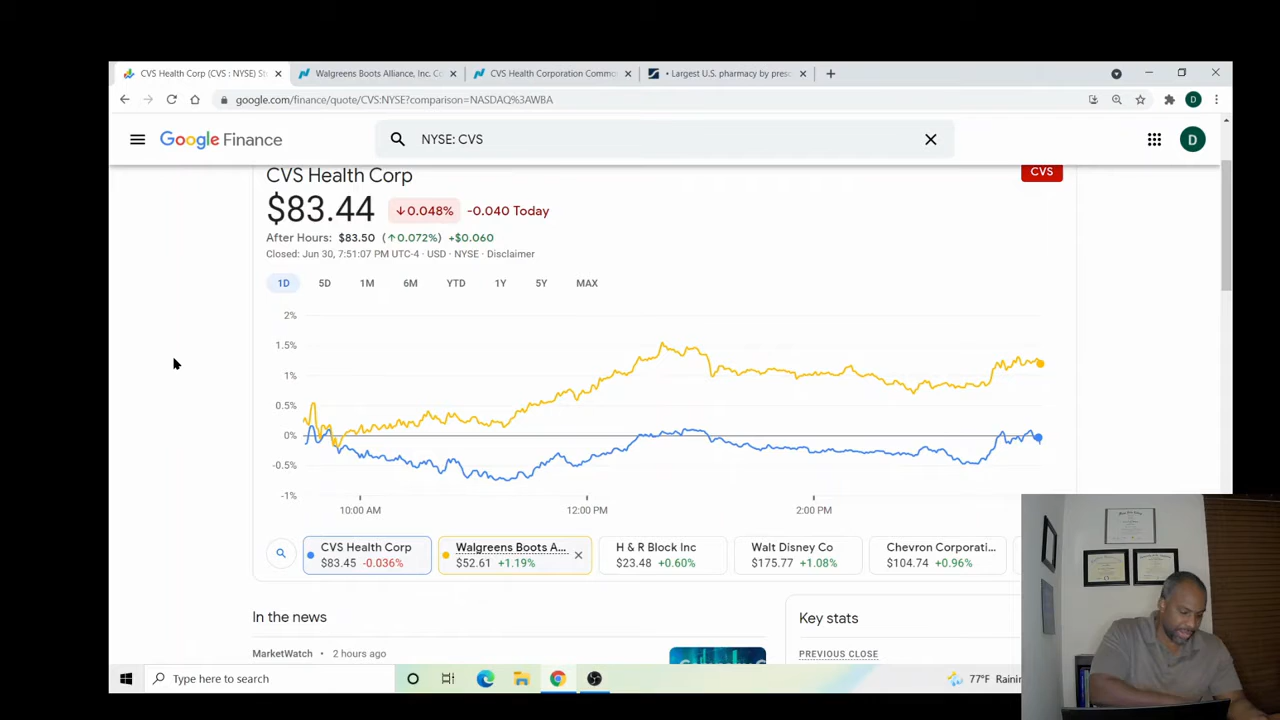 CVS Health Corp (CVS : NYSE) St
Walgreens Boots Alliance, Inc. Co
CVS Health Corporation Commo
• Largest U.S. pharmacy by presc
google.com/finance/quote/CVS:NYSE?comparison=NASDAQ%3AWBA
D
Google Finance
NYSE: CVS
D
CVS Health Corp
CVS
$83.44
↓0.048%
-0.040 Today
After Hours: $83.50 (↑0.072%) +$0.060
Closed: Jun 30, 7:51:07 PM UTC-4 · USD · NYSE · Disclaimer
1D
5D
1M
6M
YTD
1Y
5Y
MAX
2%
1.5%
1%
0.5%
0%
-0.5%
-1%
10:00 AM
12:00 PM
2:00 PM
CVS Health Corp
$83.45 -0.036%
Walgreens Boots A...
$52.61 +1.19%
H & R Block Inc
$23.48 +0.60%
Walt Disney Co
$175.77 +1.08%
Chevron Corporati...
$104.74 +0.96%
In the news
MarketWatch • 2 hours ago
Key stats
PREVIOUS CLOSE
Type here to search
77°F Raini